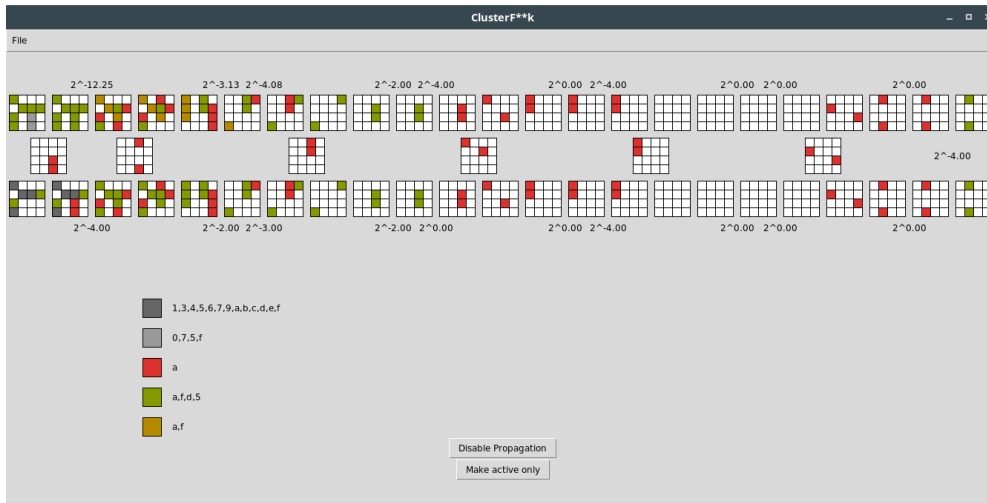 ClusterF**k
File
2^-12.25 2^-3.13 2^-4.08 2^-2.00 2^-4.00 2^0.00 2^-4.00 2^0.00 2^0.00 2^0.00
2^-4.00
2^-4.00 2^-2.00 2^-3.00 2^-2.00 2^0.00 2^0.00 2^-4.00 2^0.00 2^0.00 2^0.00
1,3,4,5,6,7,9,a,b,c,d,e,f
0,7,5,f
a
a,f,d,5
a,f
Disable Propagation
Make active only